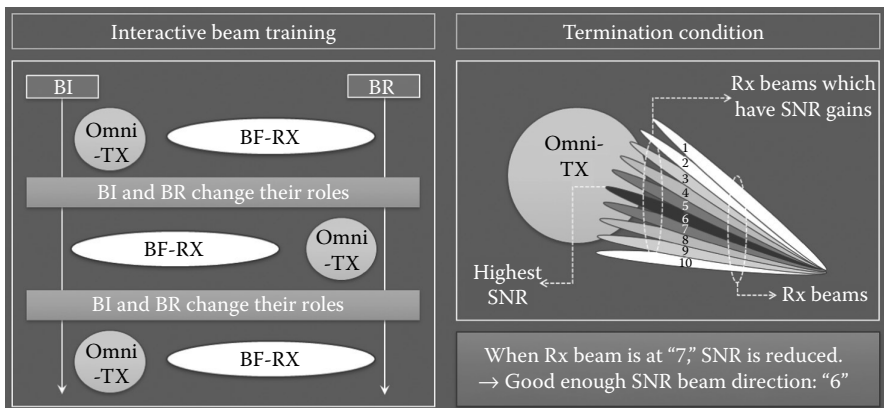 Interactive beam training
BI
BR
Omni
-TX
BF-RX
BI and BR change their roles
BF-RX
Omni
-TX
BI and BR change their roles
Omni
-TX
BF-RX
Termination condition
Rx beams which
have SNR gains
Omni-
TX
1
2
3
4
5
6
7
8
9
10
Highest
SNR
Rx beams
When Rx beam is at “7,” SNR is reduced.
→ Good enough SNR beam direction: “6”